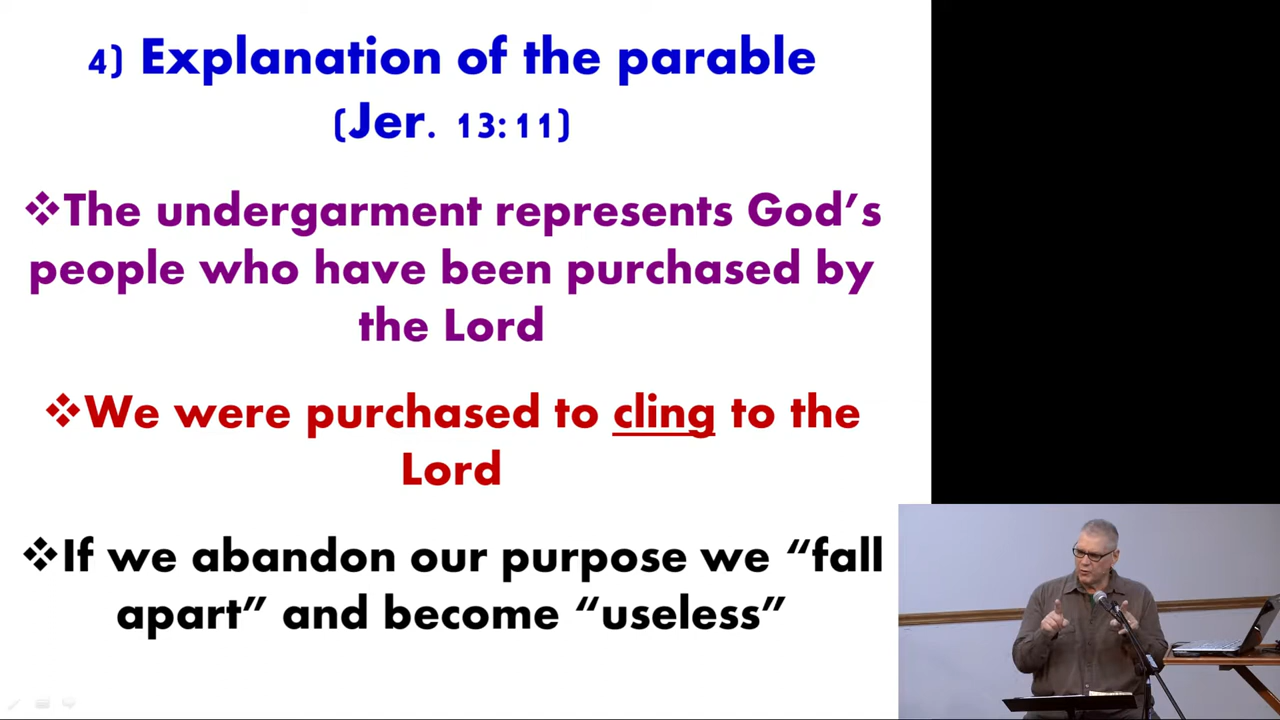 4) Explanation of the parable
(Jer. 13:11)
❖The undergarment represents God’s
people who have been purchased by
the Lord
❖We were purchased to cling to the
Lord
❖If we abandon our purpose we “fall
apart” and become “useless”